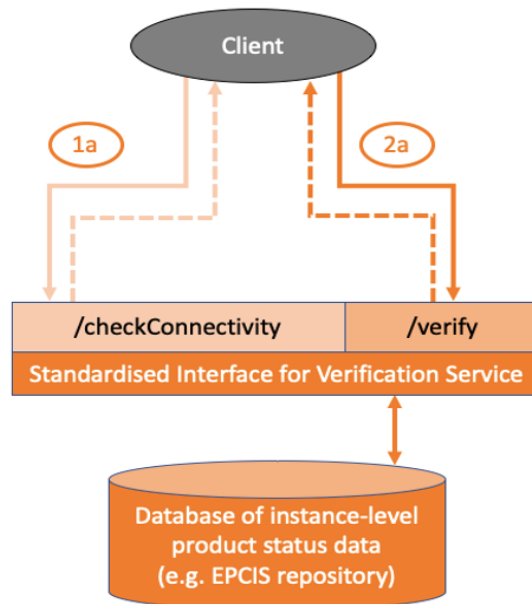 Client
1a
2a
/checkConnectivity
/verify
Standardised Interface for Verification Service
Database of instance-level
product status data
(e.g. EPCIS repository)